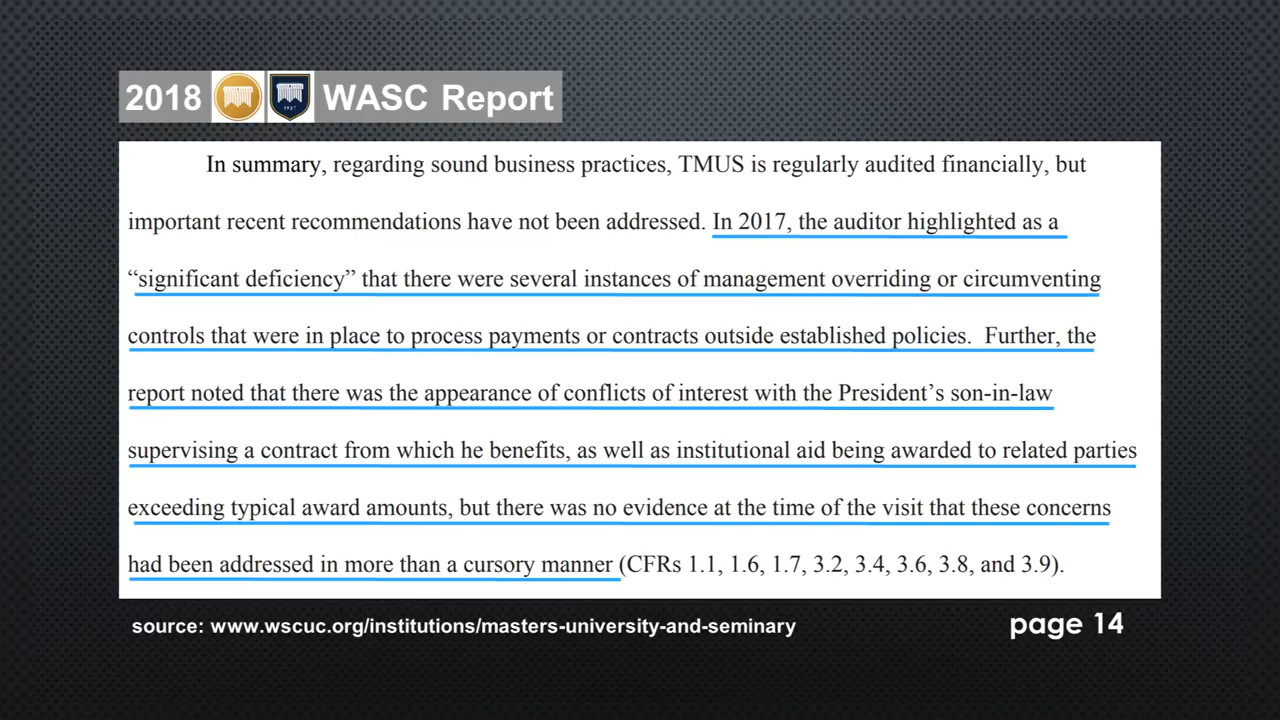 2018 WASC Report
In summary, regarding sound business practices, TMUS is regularly audited financially, but
important recent recommendations have not been addressed. In 2017, the auditor highlighted as a
“significant deficiency” that there were several instances of management overriding or circumventing
controls that were in place to process payments or contracts outside established policies.  Further, the
report noted that there was the appearance of conflicts of interest with the President’s son-in-law
supervising a contract from which he benefits, as well as institutional aid being awarded to related parties
exceeding typical award amounts, but there was no evidence at the time of the visit that these concerns
had been addressed in more than a cursory manner (CFRs 1.1, 1.6, 1.7, 3.2, 3.4, 3.6, 3.8, and 3.9).
source: www.wscuc.org/institutions/masters-university-and-seminary
page 14